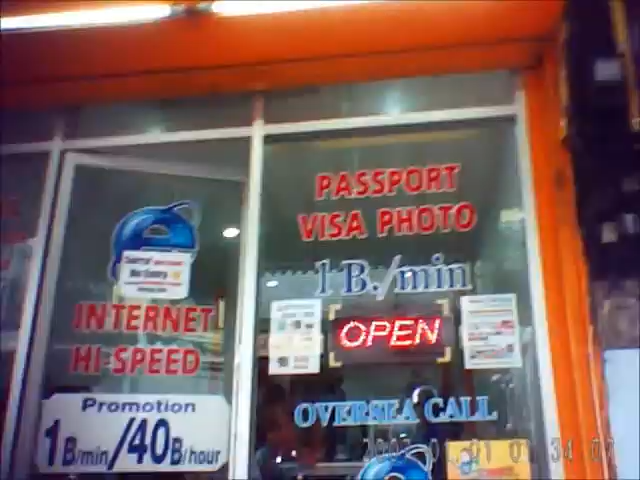 PASSPORT
VISA PHOTO
1 B./min
OPEN
INTERNET
HI-SPEED
Promotion
1B/min/40B/hour
OVERSEA CALL